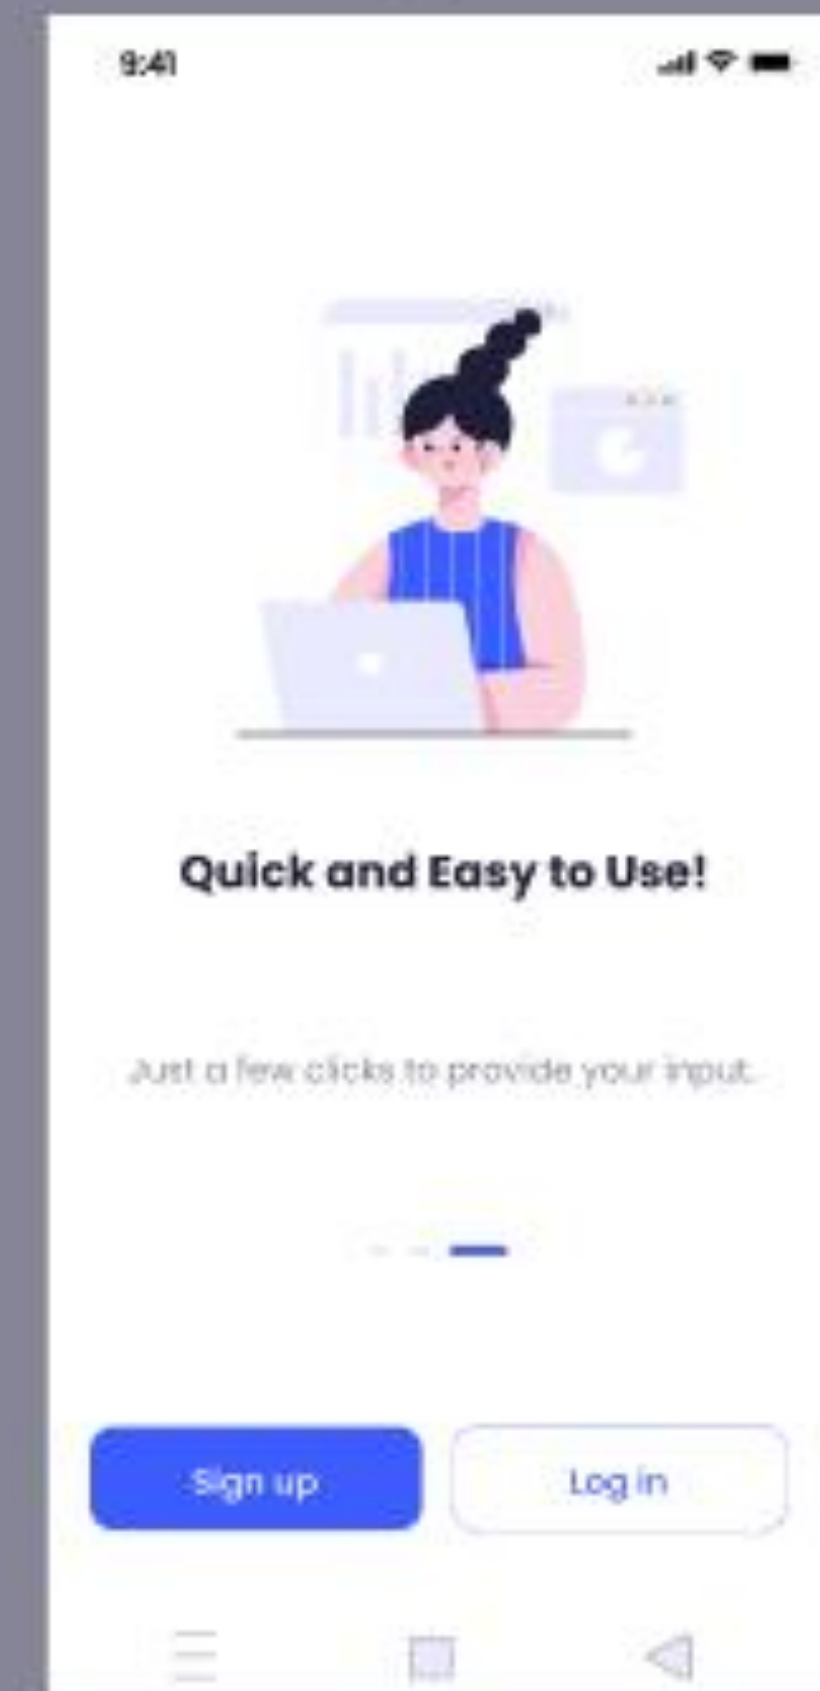 9:41
Quick and Easy to Use!
Just a few clicks to provide your input.
Sign up
Log in